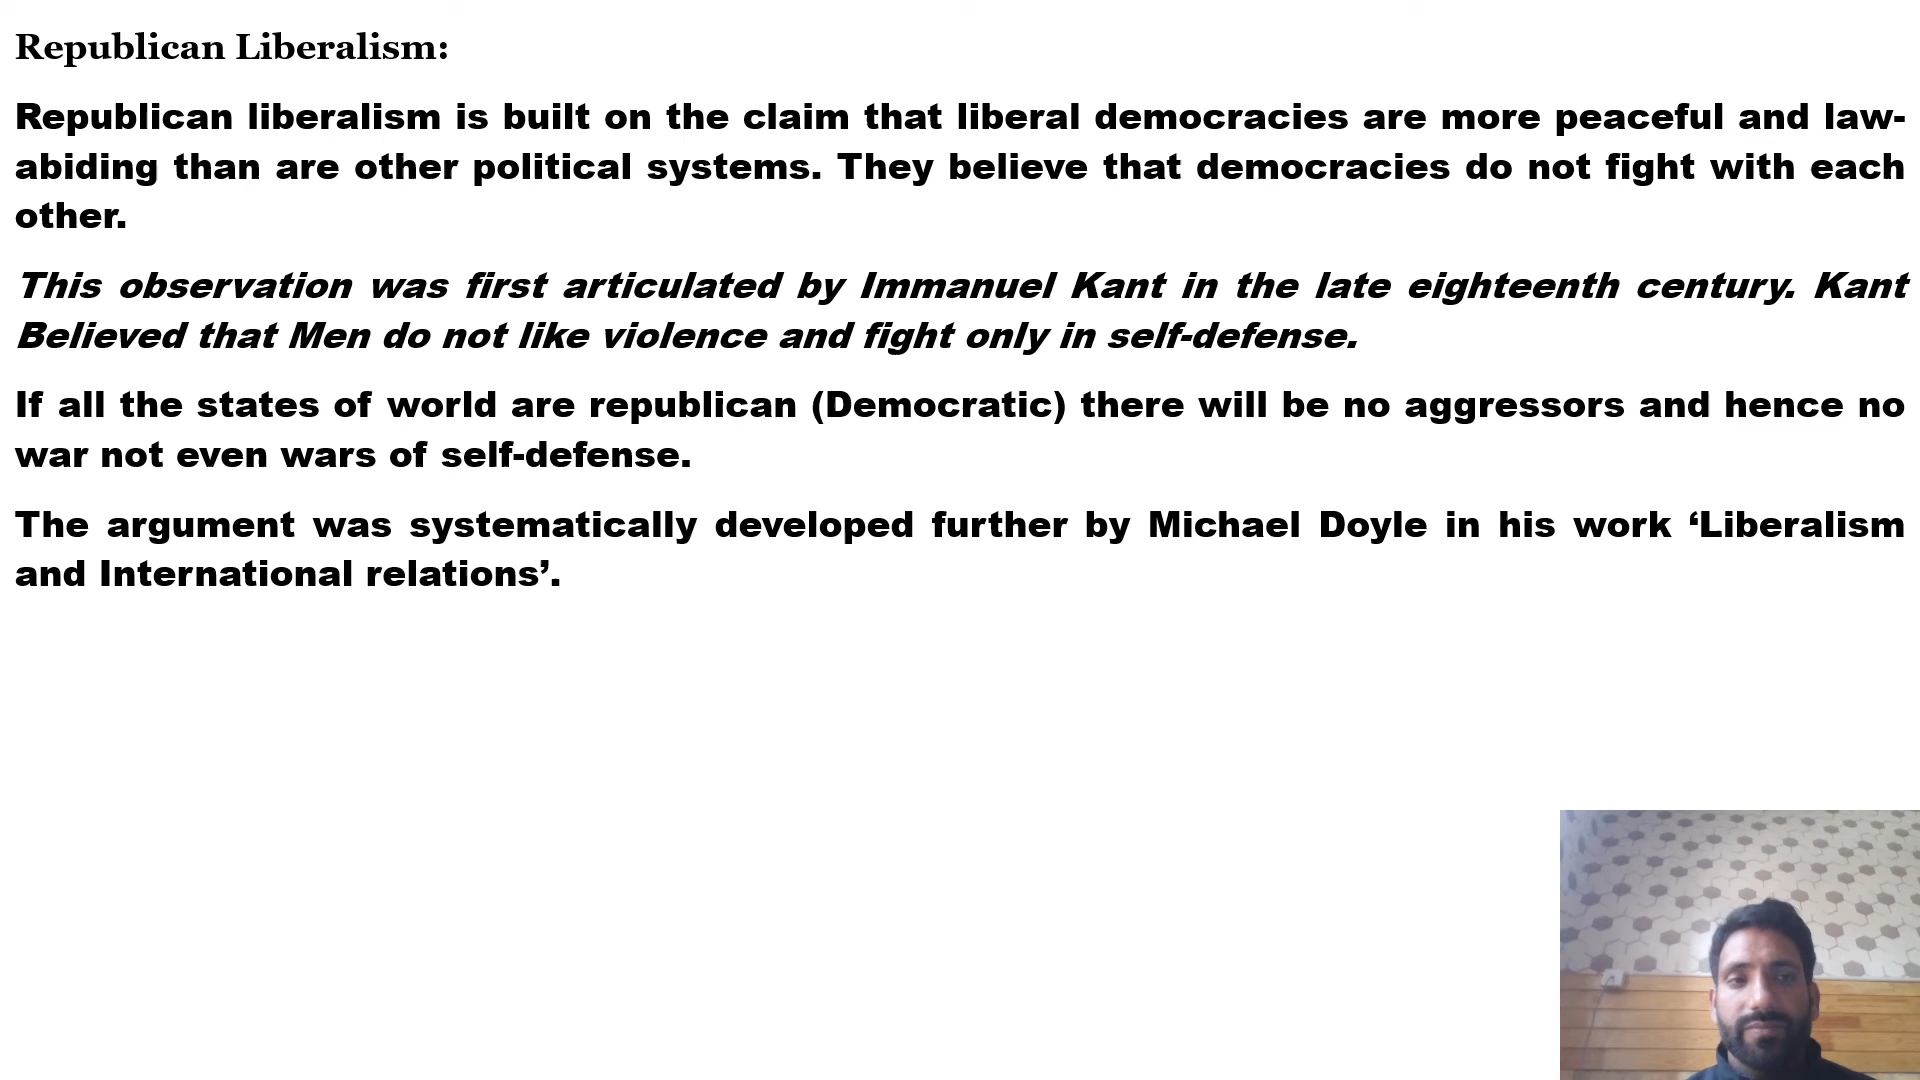 Republican Liberalism:
Republican liberalism is built on the claim that liberal democracies are more peaceful and law-
abiding than are other political systems. They believe that democracies do not fight with each
other.
This observation was first articulated by Immanuel Kant in the late eighteenth century. Kant
Believed that Men do not like violence and fight only in self-defense.
If all the states of world are republican (Democratic) there will be no aggressors and hence no
war not even wars of self-defense.
The argument was systematically developed further by Michael Doyle in his work ‘Liberalism
and International relations’.